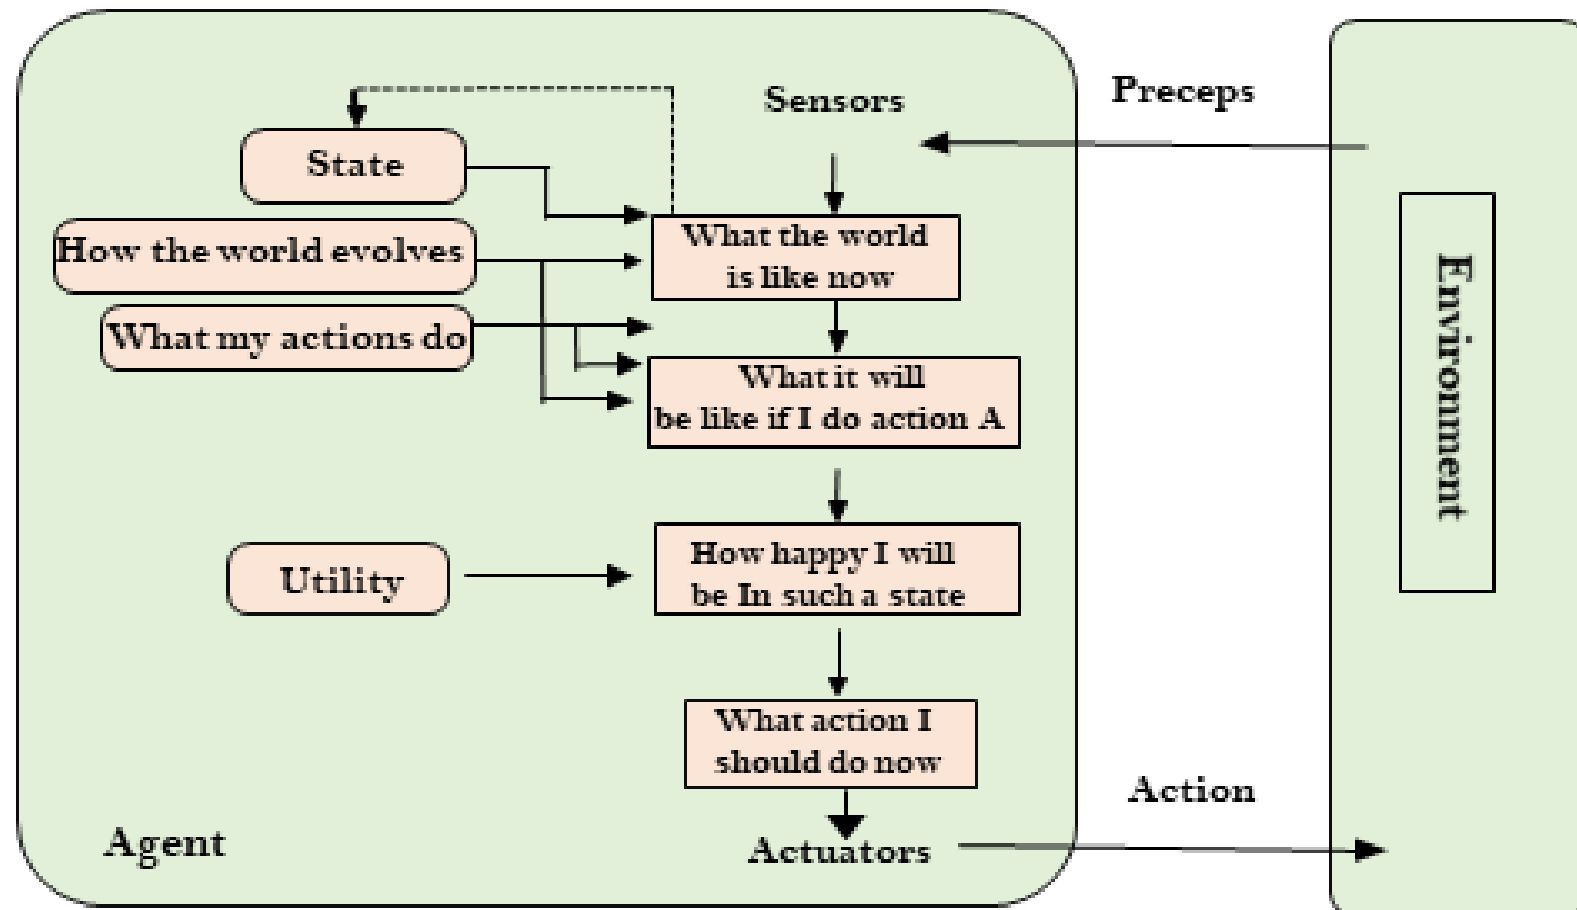 Preceps
Sensors
State
How the world evolves
What the world
is like now
What my actions do
What it will
be like if I do action A
Environment
How happy I will
be In such a state
Utility
What action I
should do now
Action
Agent
Actuators